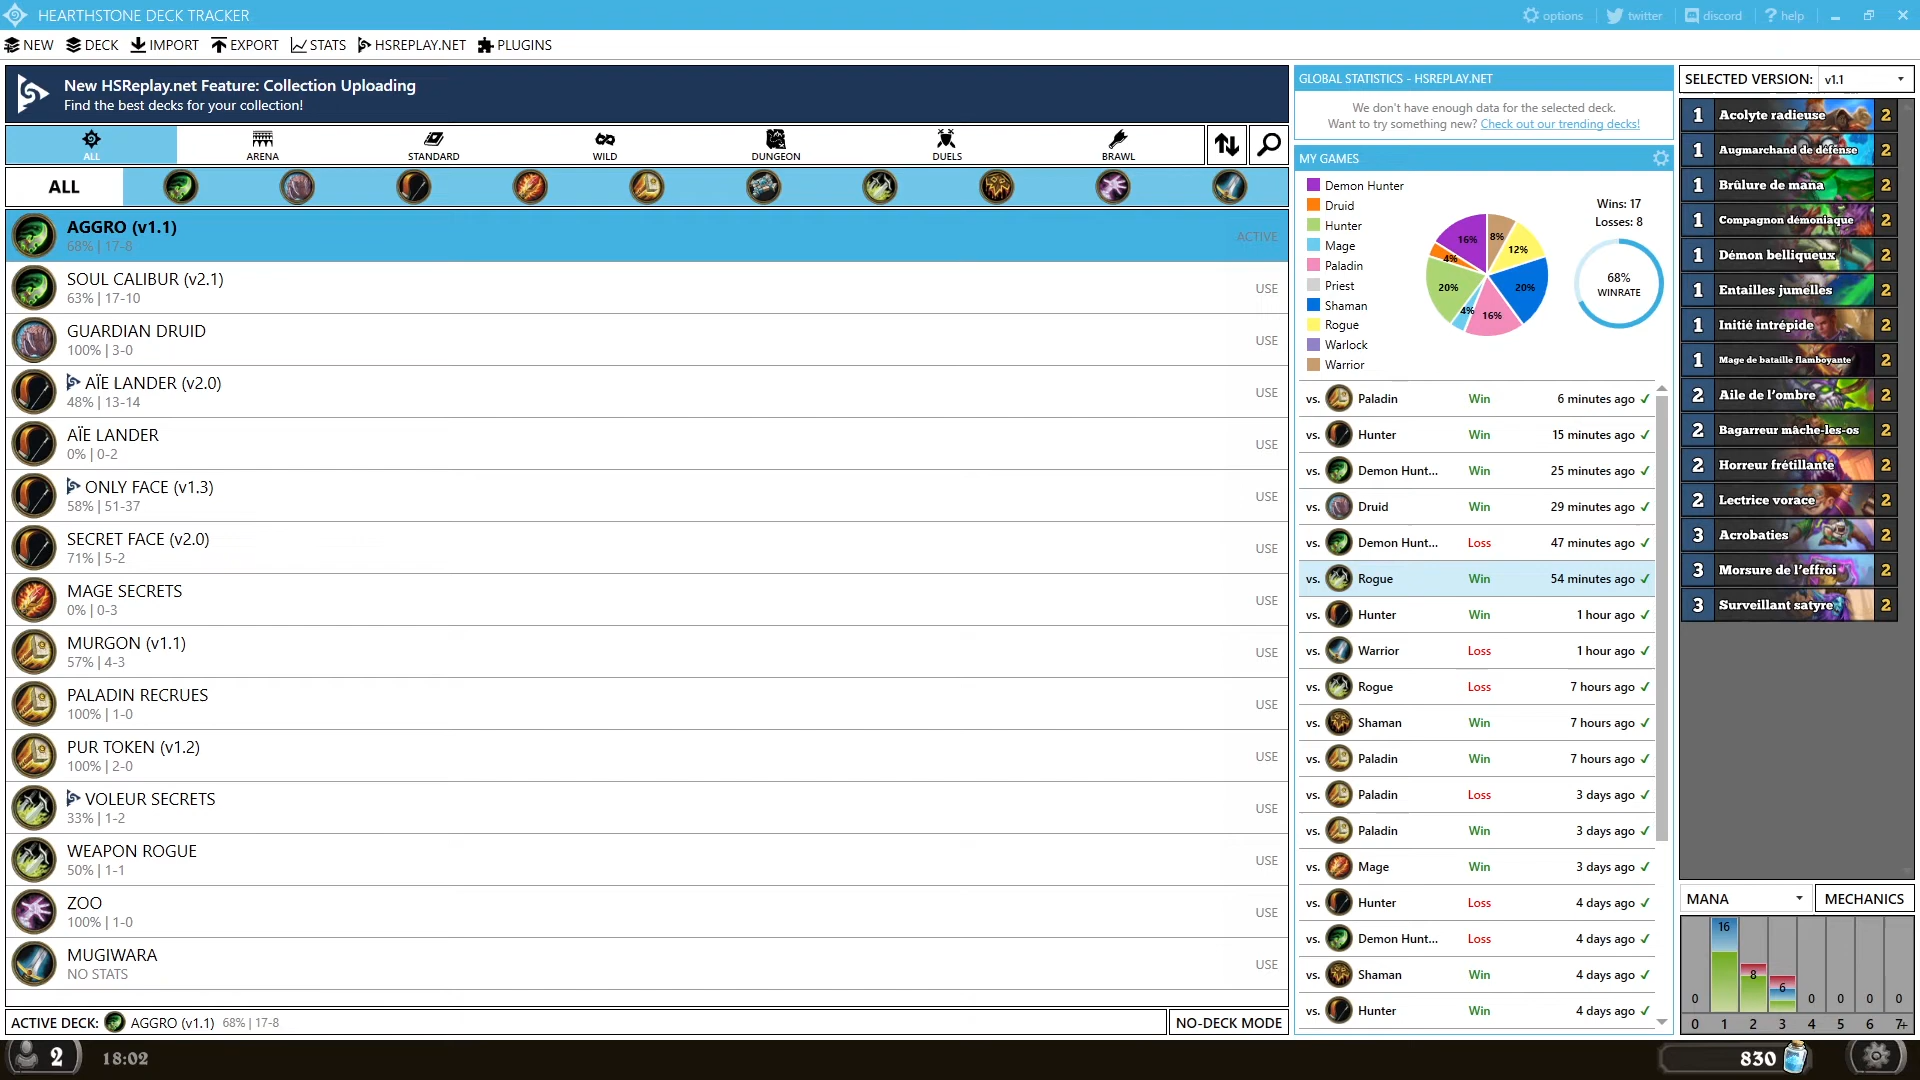 HEARTHSTONE DECK TRACKER
options
twitter
discord
help
NEW
DECK
IMPORT
EXPORT
STATS
HSREPLAY.NET
PLUGINS
New HSReplay.net Feature: Collection Uploading
Find the best decks for your collection!
ALL
ARENA
STANDARD
WILD
DUNGEON
DUELS
BRAWL
ALL
AGGRO (v1.1)
68% | 17-8
ACTIVE
SOUL CALIBUR (v2.1)
63% | 17-10
USE
GUARDIAN DRUID
100% | 3-0
USE
AÏE LANDER (v2.0)
48% | 13-14
USE
AÏE LANDER
0% | 0-2
USE
ONLY FACE (v1.3)
58% | 51-37
USE
SECRET FACE (v2.0)
71% | 5-2
USE
MAGE SECRETS
0% | 0-3
USE
MURGON (v1.1)
57% | 4-3
USE
PALADIN RECRUES
100% | 1-0
USE
PUR TOKEN (v1.2)
100% | 2-0
USE
VOLEUR SECRETS
33% | 1-2
USE
WEAPON ROGUE
50% | 1-1
USE
ZOO
100% | 1-0
USE
MUGIWARA
NO STATS
USE
ACTIVE DECK: AGGRO (v1.1) 68% | 17-8
NO-DECK MODE
GLOBAL STATISTICS - HSREPLAY.NET
We don't have enough data for the selected deck.
Want to try something new? Check out our trending decks!
MY GAMES
Demon Hunter
Druid
Hunter
Mage
Paladin
Priest
Shaman
Rogue
Warlock
Warrior
16%
8%
12%
4%
20%
20%
4%
16%
Wins: 17
Losses: 8
68%
WINRATE
vs. Paladin Win 6 minutes ago
vs. Hunter Win 15 minutes ago
vs. Demon Hunt... Win 25 minutes ago
vs. Druid Win 29 minutes ago
vs. Demon Hunt... Loss 47 minutes ago
vs. Rogue Win 54 minutes ago
vs. Hunter Win 1 hour ago
vs. Warrior Loss 1 hour ago
vs. Rogue Loss 7 hours ago
vs. Shaman Win 7 hours ago
vs. Paladin Win 7 hours ago
vs. Paladin Loss 3 days ago
vs. Paladin Win 3 days ago
vs. Mage Win 3 days ago
vs. Hunter Loss 4 days ago
vs. Demon Hunt... Loss 4 days ago
vs. Shaman Win 4 days ago
vs. Hunter Win 4 days ago
SELECTED VERSION: v1.1
1 Acolyte radieuse 2
1 Augmarchand de défense 2
1 Brûlure de mana 2
1 Compagnon démoniaque 2
1 Démon belliqueux 2
1 Entailles jumelles 2
1 Initié intrépide 2
1 Mage de bataille flamboyante 2
2 Aile de l'ombre 2
2 Bagarreur mâche-les-os 2
2 Horreur frétillante 2
2 Lectrice vorace 2
3 Acrobaties 2
3 Morsure de l'effroi 2
3 Surveillant satyre 2
MANA
MECHANICS
0 16 8 6 0 0 0 0
0 1 2 3 4 5 6 7+
2
18:02
830